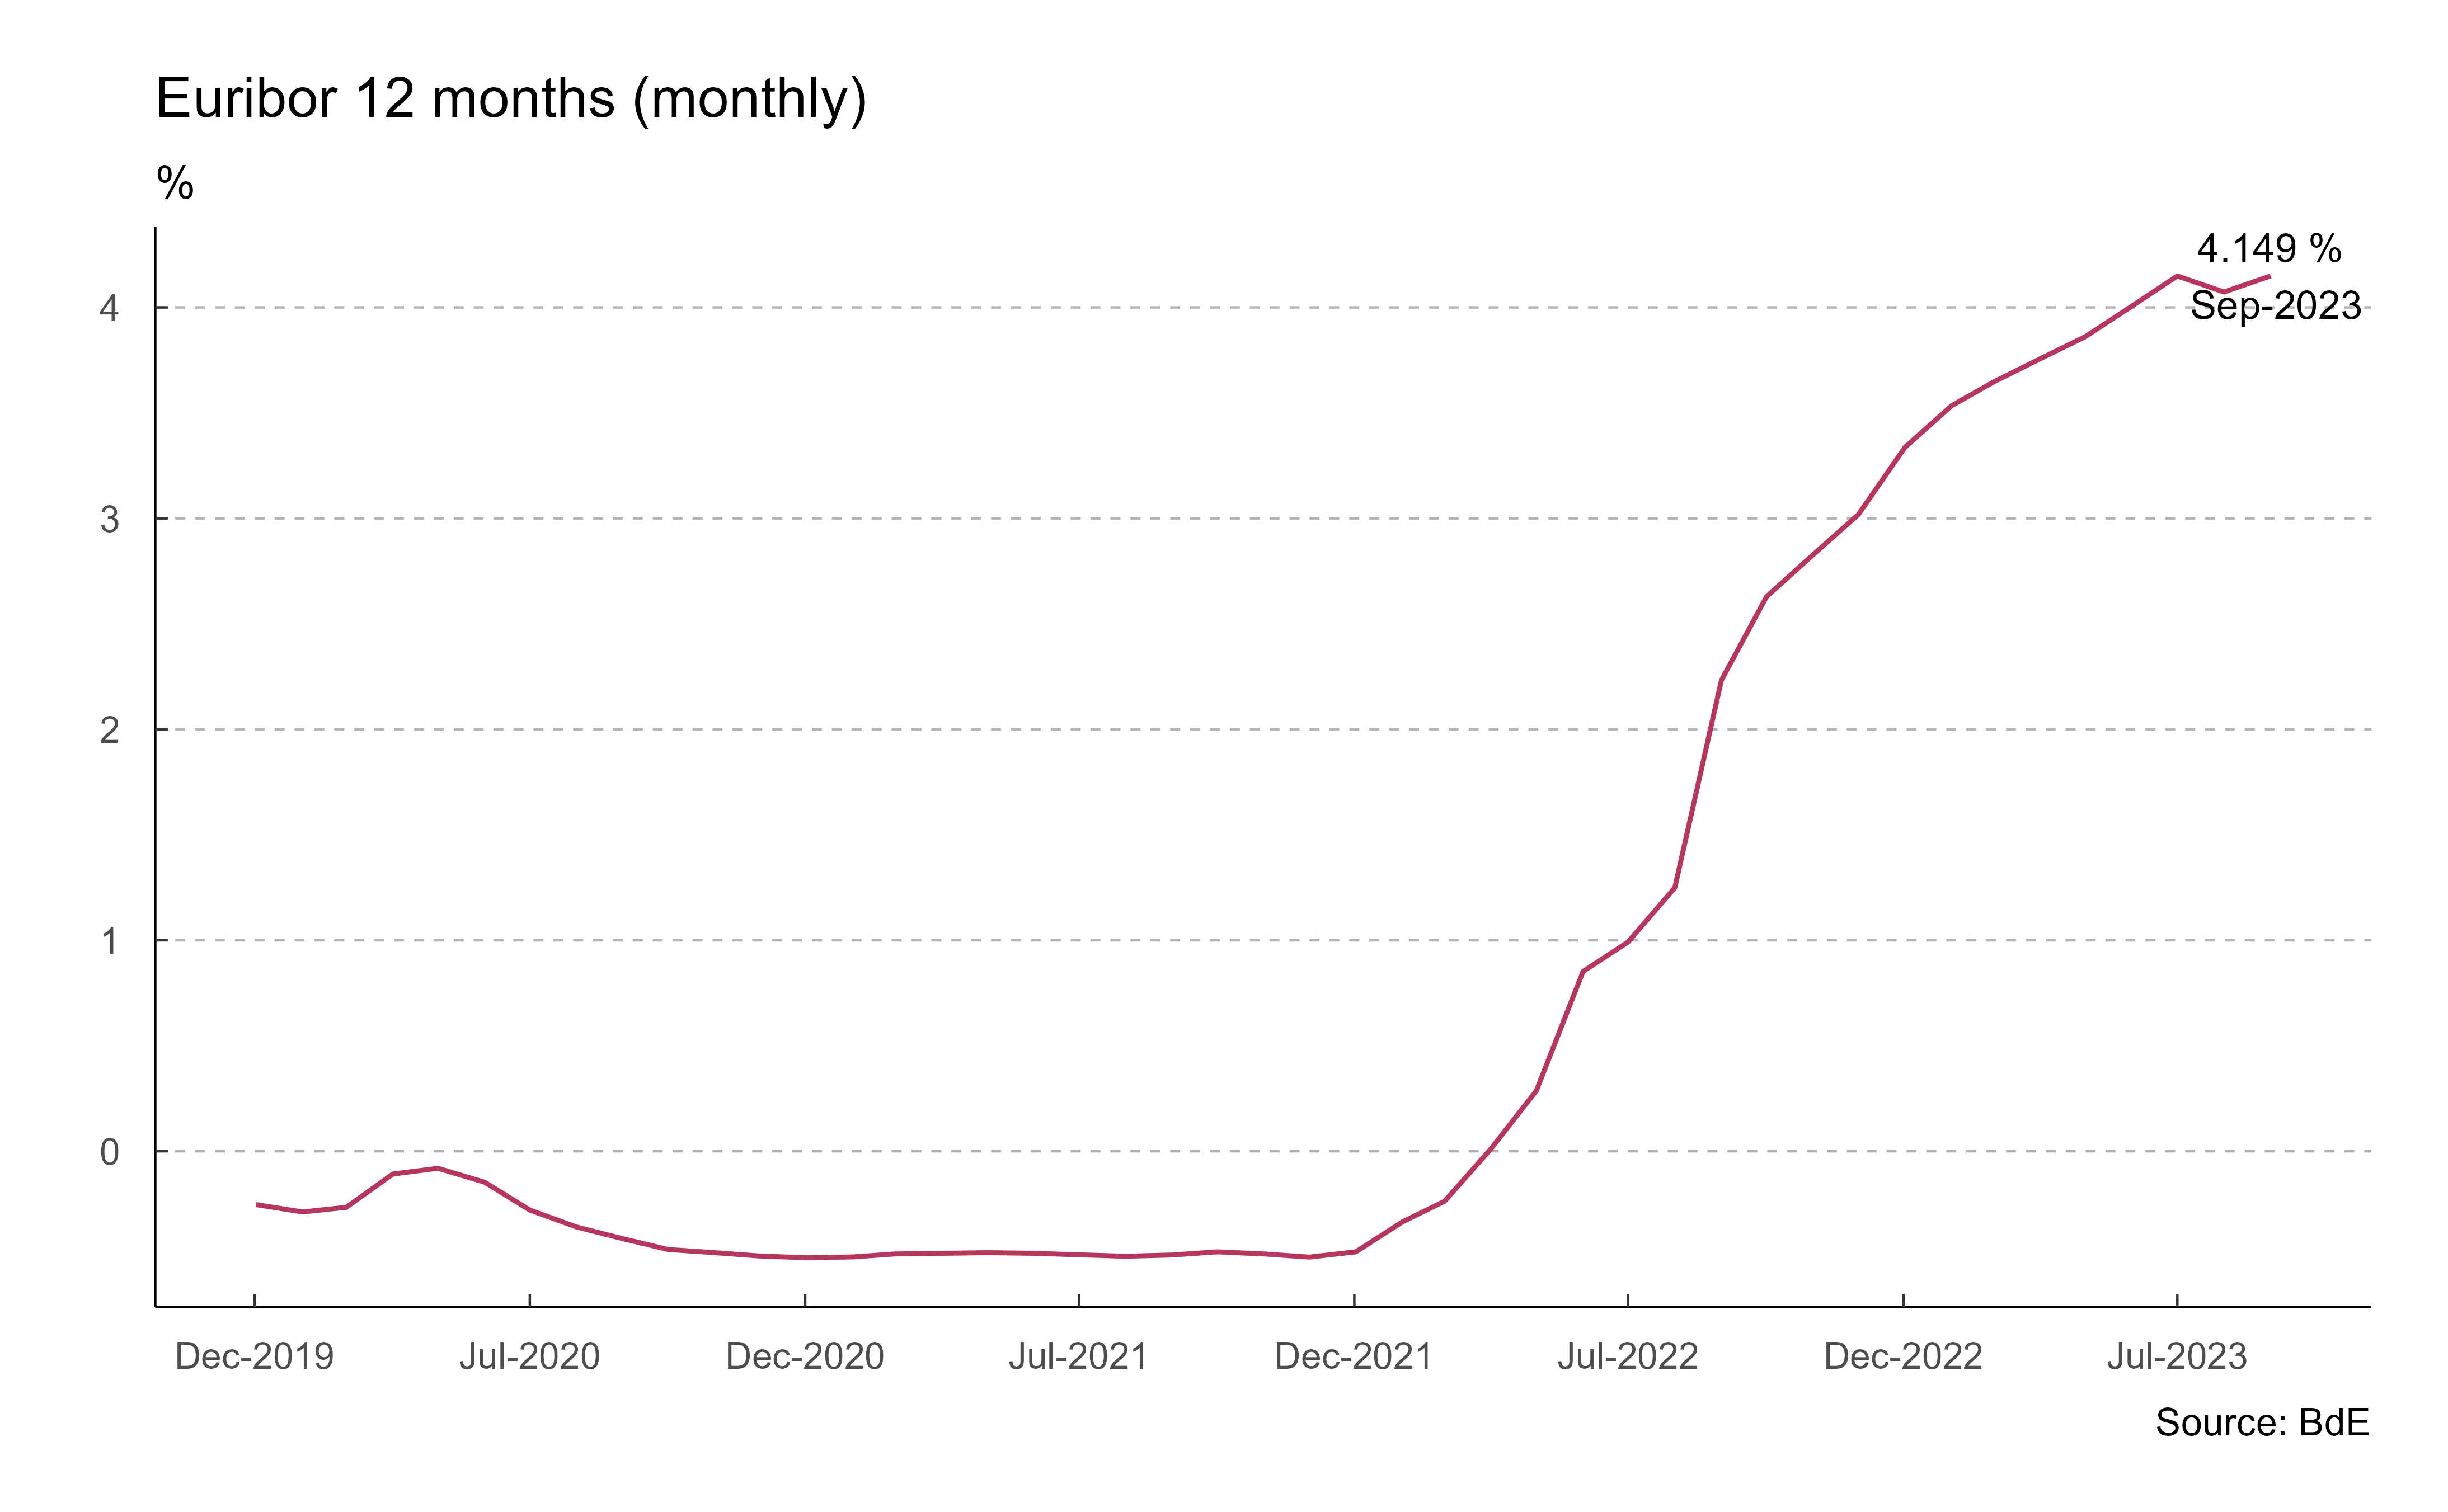 Euribor 12 months (monthly)
%
4.149 %
Sep-2023
4
3
2
1
0
Dec-2019 Jul-2020 Dec-2020 Jul-2021 Dec-2021 Jul-2022 Dec-2022 Jul-2023
Source: BdE